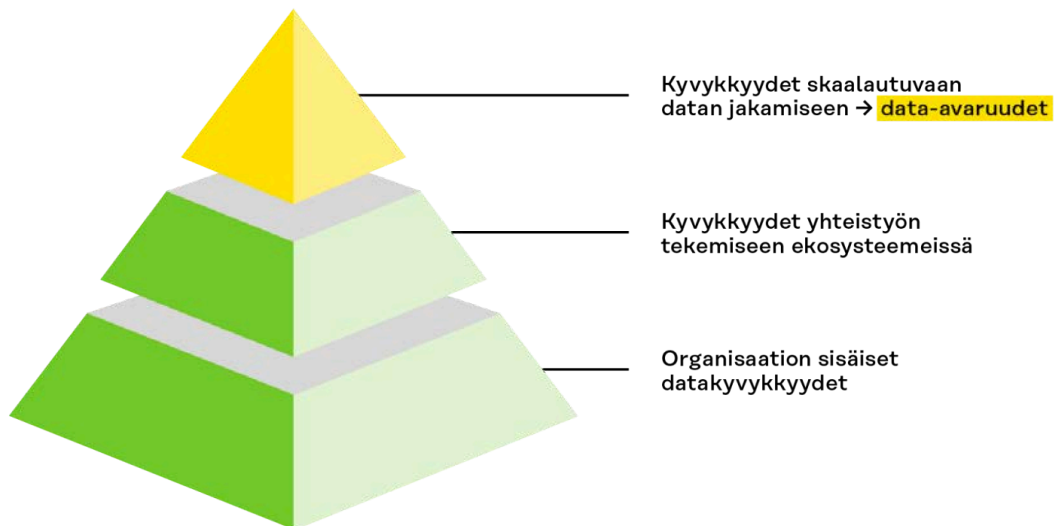 Kyvykkyydet skaalautuvaan
datan jakamiseen → data-avaruudet
Kyvykkyydet yhteistyön
tekemiseen ekosysteemeissä
Organisaation sisäiset
datakyvykkyydet